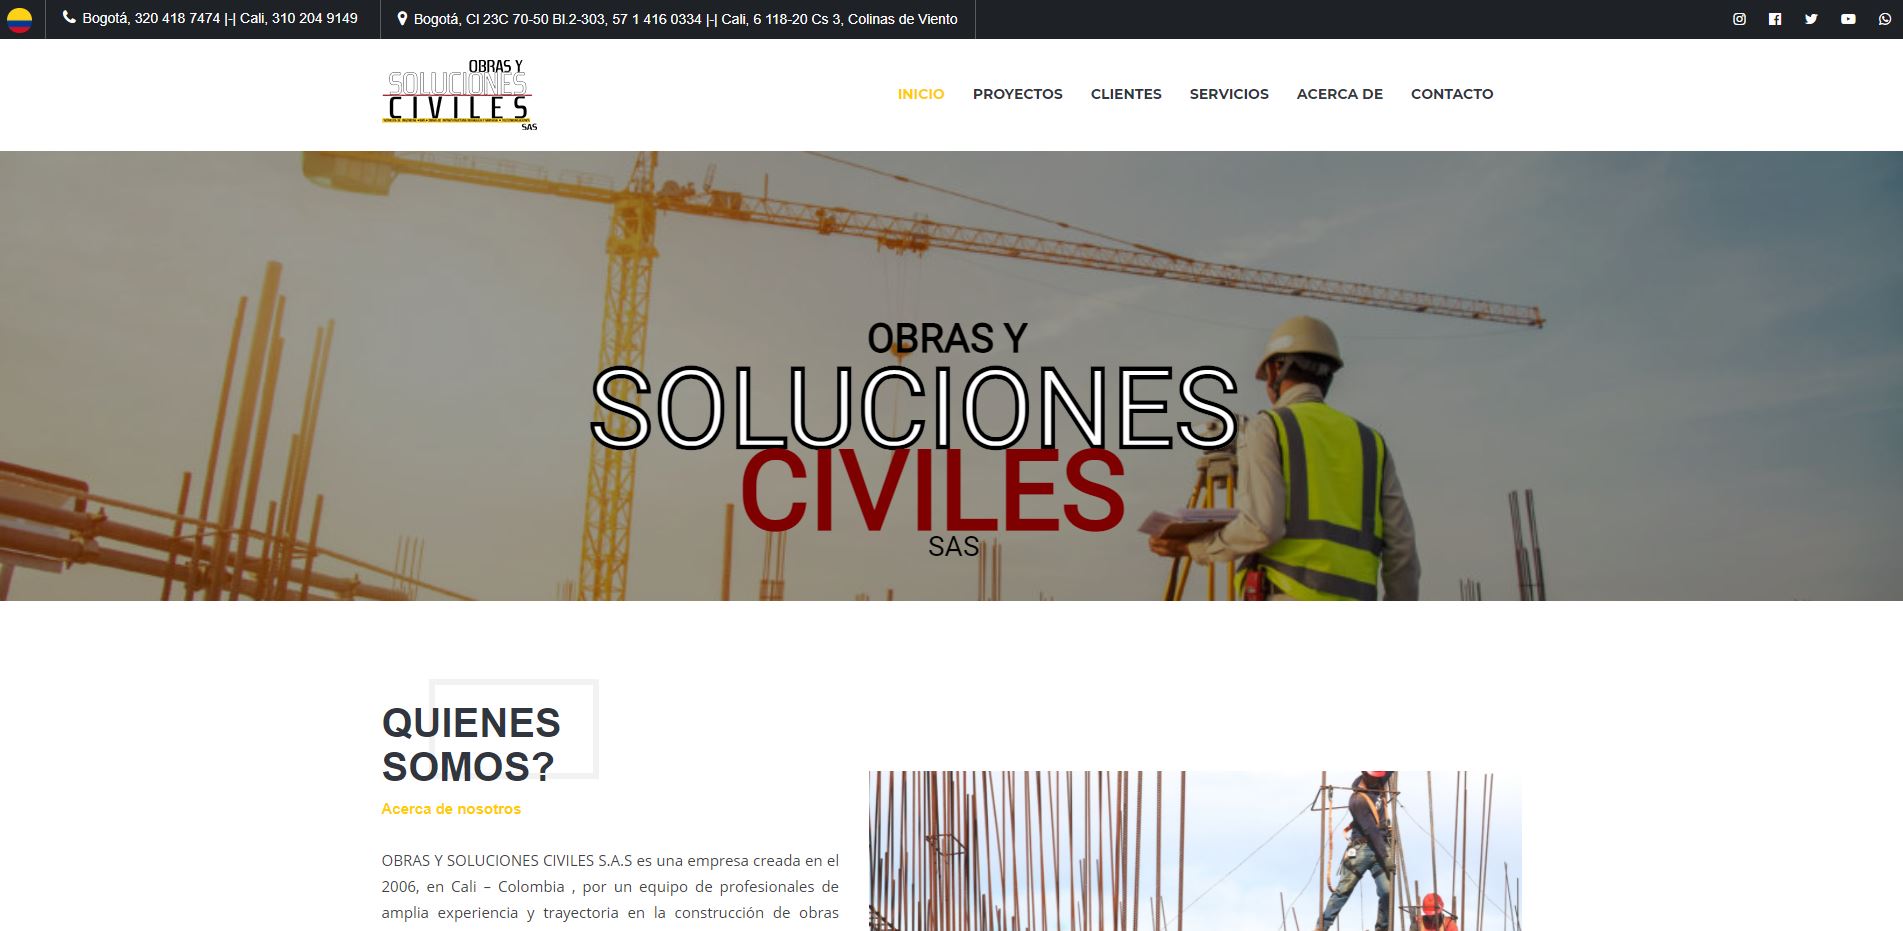 Bogotá, 320 418 7474 |-| Cali, 310 204 9149
Bogotá, Cl 23C 70-50 Bl.2-303, 57 1 416 0334 |-| Cali, 6 118-20 Cs 3, Colinas de Viento
OBRAS Y
SOLUCIONES
CIVILES
SAS
INICIO PROYECTOS CLIENTES SERVICIOS ACERCA DE CONTACTO
OBRAS Y
SOLUCIONES
CIVILES
SAS
QUIENES
SOMOS?
Acerca de nosotros
OBRAS Y SOLUCIONES CIVILES S.A.S es una empresa creada en el
2006, en Cali – Colombia , por un equipo de profesionales de
amplia experiencia y trayectoria en la construcción de obras